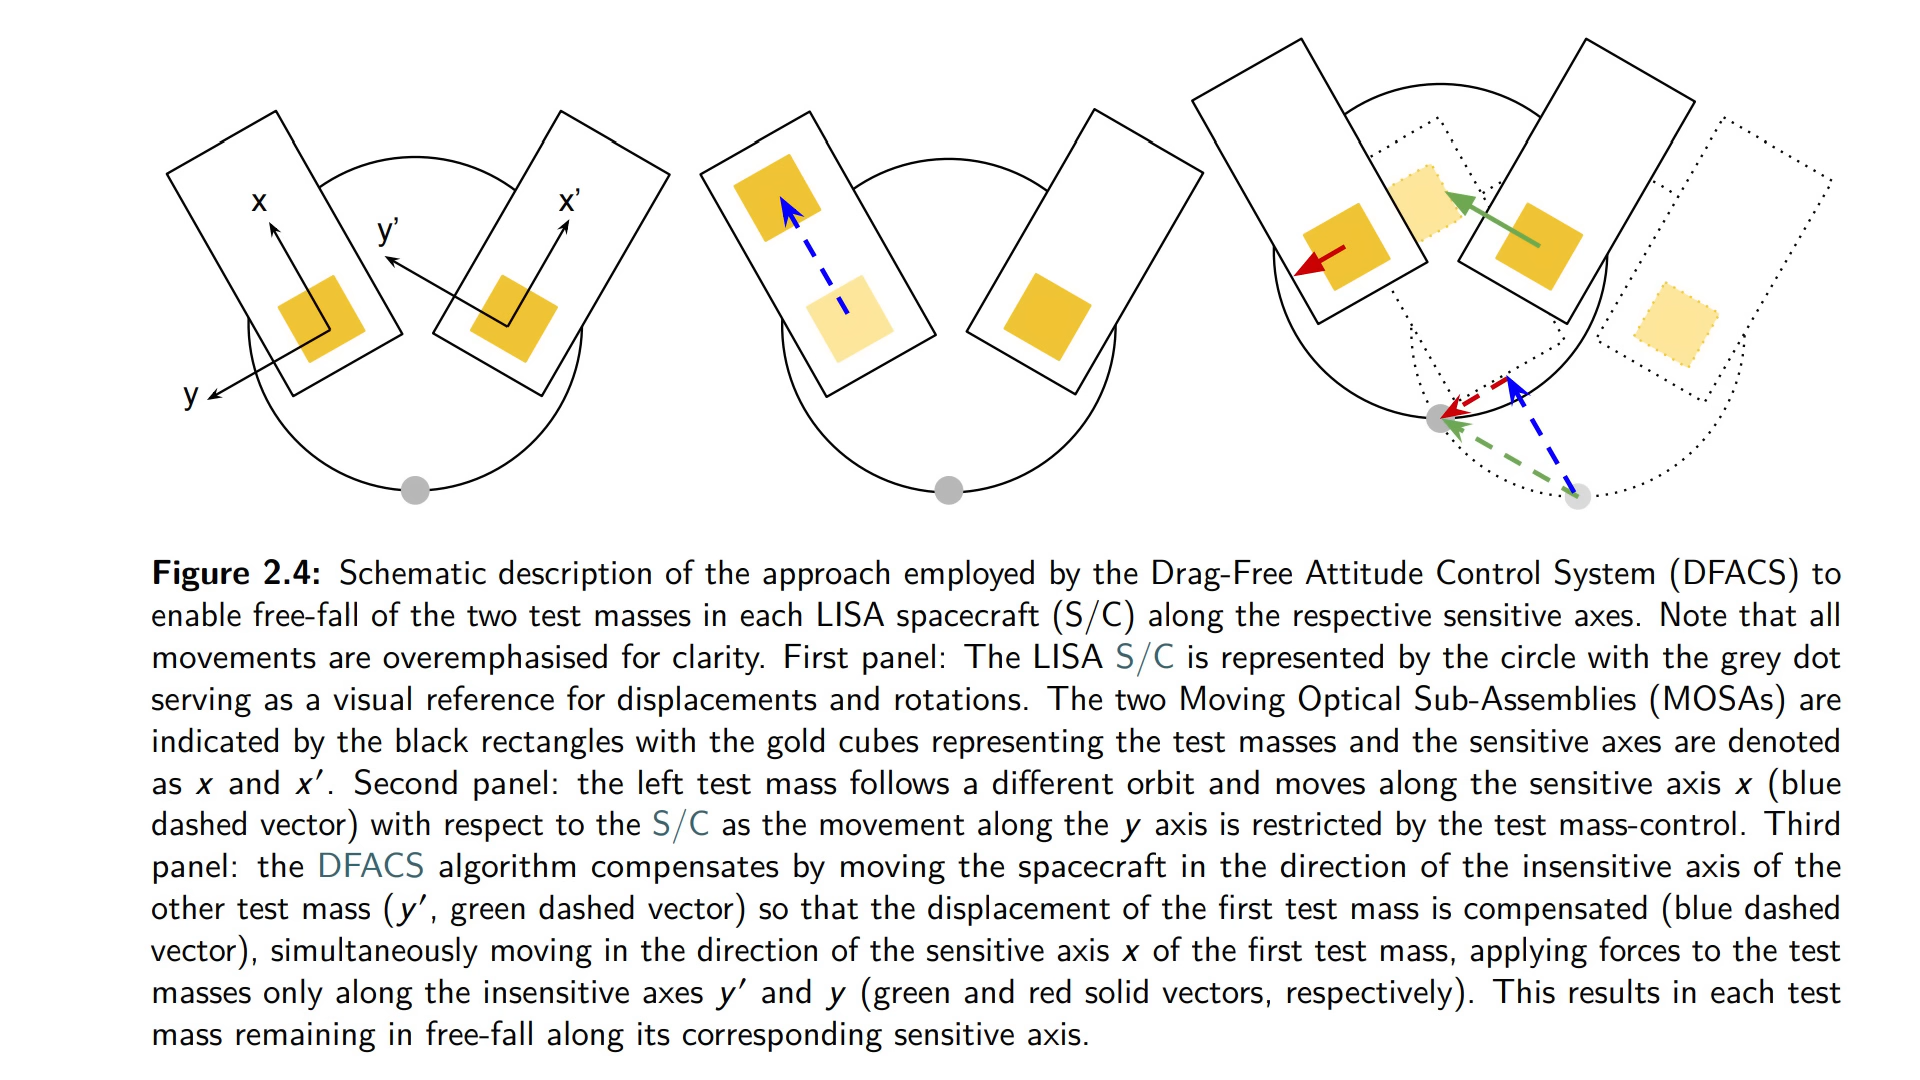 x
x’
y’
y
Figure 2.4: Schematic description of the approach employed by the Drag-Free Attitude Control System (DFACS) to
enable free-fall of the two test masses in each LISA spacecraft (S/C) along the respective sensitive axes. Note that all
movements are overemphasised for clarity. First panel: The LISA S/C is represented by the circle with the grey dot
serving as a visual reference for displacements and rotations. The two Moving Optical Sub-Assemblies (MOSAs) are
indicated by the black rectangles with the gold cubes representing the test masses and the sensitive axes are denoted
as x and x′. Second panel: the left test mass follows a different orbit and moves along the sensitive axis x (blue
dashed vector) with respect to the S/C as the movement along the y axis is restricted by the test mass-control. Third
panel: the DFACS algorithm compensates by moving the spacecraft in the direction of the insensitive axis of the
other test mass (y′, green dashed vector) so that the displacement of the first test mass is compensated (blue dashed
vector), simultaneously moving in the direction of the sensitive axis x of the first test mass, applying forces to the test
masses only along the insensitive axes y′ and y (green and red solid vectors, respectively). This results in each test
mass remaining in free-fall along its corresponding sensitive axis.